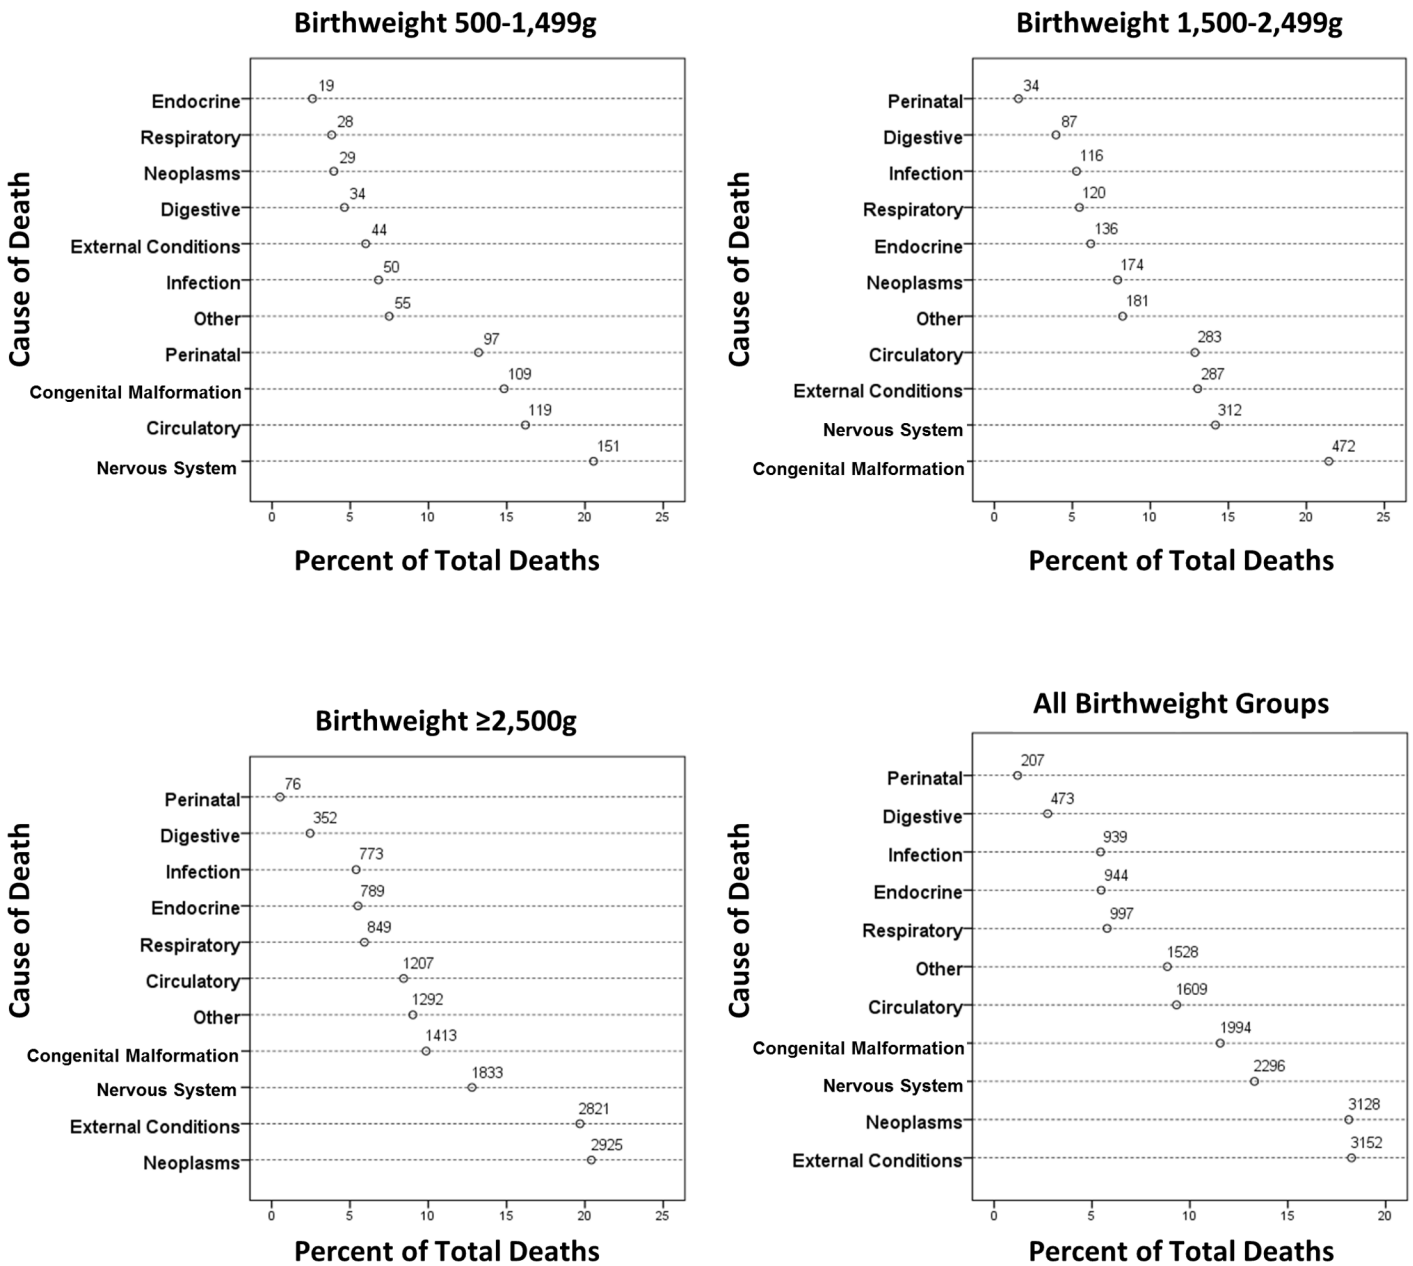 Birthweight 500-1,499g
Cause of Death
Endocrine 19
Respiratory 28
Neoplasms 29
Digestive 34
External Conditions 44
Infection 50
Other 55
Perinatal 97
Congenital Malformation 109
Circulatory 119
Nervous System 151
0 5 10 15 20 25
Percent of Total Deaths
Birthweight 1,500-2,499g
Cause of Death
Perinatal 34
Digestive 87
Infection 116
Respiratory 120
Endocrine 136
Neoplasms 174
Other 181
Circulatory 283
External Conditions 287
Nervous System 312
Congenital Malformation 472
0 5 10 15 20 25
Percent of Total Deaths
Birthweight ≥2,500g
Cause of Death
Perinatal 76
Digestive 352
Infection 773
Endocrine 789
Respiratory 849
Circulatory 1207
Other 1292
Congenital Malformation 1413
Nervous System 1833
External Conditions 2821
Neoplasms 2925
0 5 10 15 20 25
Percent of Total Deaths
All Birthweight Groups
Cause of Death
Perinatal 207
Digestive 473
Infection 939
Endocrine 944
Respiratory 997
Other 1528
Circulatory 1609
Congenital Malformation 1994
Nervous System 2296
Neoplasms 3128
External Conditions 3152
0 5 10 15 20
Percent of Total Deaths